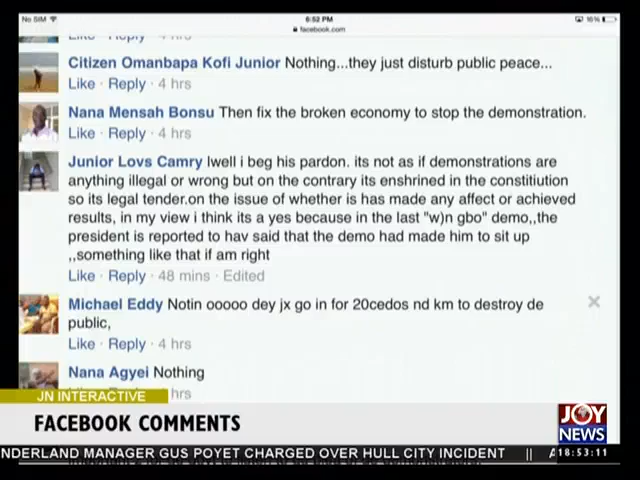 No SIM 6:52 PM 16%
facebook.com
Like · Reply · 4 hrs
Citizen Omanbapa Kofi Junior Nothing...they just disturb public peace...
Like · Reply · 4 hrs
Nana Mensah Bonsu Then fix the broken economy to stop the demonstration.
Like · Reply · 4 hrs
Junior Lovs Camry Iwell i beg his pardon. its not as if demonstrations are
anything illegal or wrong but on the contrary its enshrined in the constitiution
so its legal tender.on the issue of whether is has made any affect or achieved
results, in my view i think its a yes because in the last "w)n gbo" demo,,the
president is reported to hav said that the demo had made him to sit up
,,something like that if am right
Like · Reply · 48 mins · Edited
Michael Eddy Notin ooooo dey jx go in for 20cedos nd km to destroy de
public,
Like · Reply · 4 hrs
Nana Agyei Nothing
hrs
JN INTERACTIVE
FACEBOOK COMMENTS
JOY
NEWS
NDERLAND MANAGER GUS POYET CHARGED OVER HULL CITY INCIDENT || 18:53:11